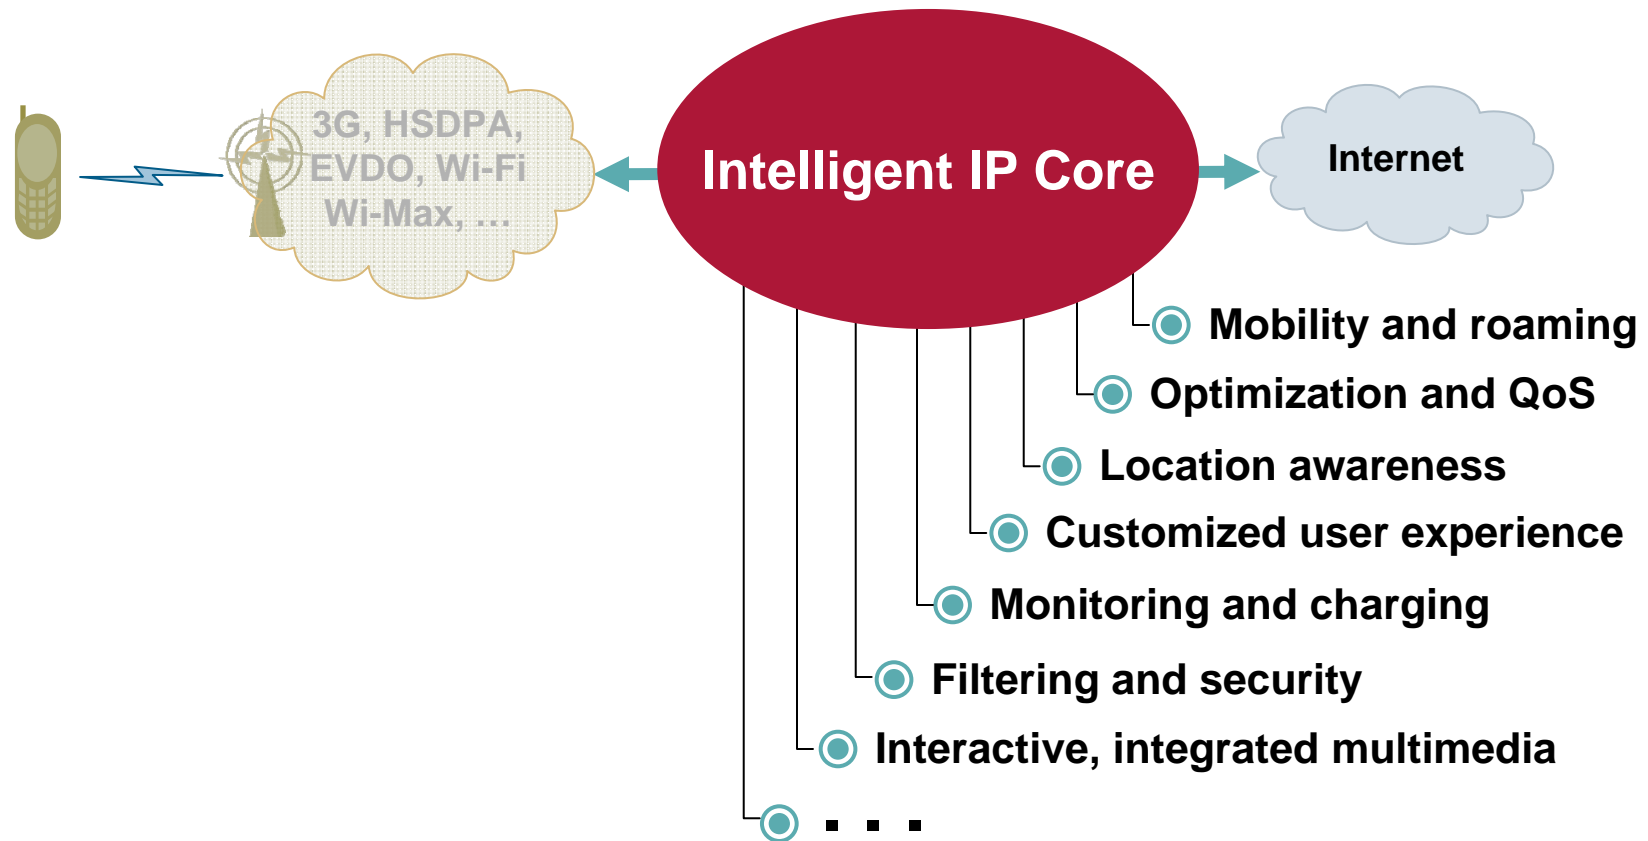 3G, HSDPA,
EVDO, Wi-Fi
Wi-Max, …
Intelligent IP Core
Internet
Mobility and roaming
Optimization and QoS
Location awareness
Customized user experience
Monitoring and charging
Filtering and security
Interactive, integrated multimedia
. . .